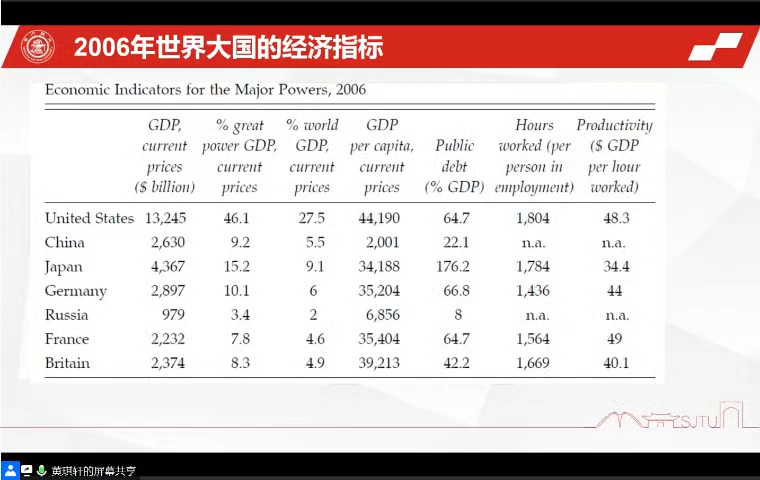 2006年世界大国的经济指标
Economic Indicators for the Major Powers, 2006
GDP, current prices ($ billion) % great power GDP, current prices % world GDP, current prices GDP per capita, current prices Public debt (% GDP) Hours worked (per person in employment) Productivity ($ GDP per hour worked)
United States 13,245 46.1 27.5 44,190 64.7 1,804 48.3
China 2,630 9.2 5.5 2,001 22.1 n.a. n.a.
Japan 4,367 15.2 9.1 34,188 176.2 1,784 34.4
Germany 2,897 10.1 6 35,204 66.8 1,436 44
Russia 979 3.4 2 6,856 8 n.a. n.a.
France 2,232 7.8 4.6 35,404 64.7 1,564 49
Britain 2,374 8.3 4.9 39,213 42.2 1,669 40.1
SJTU
黄琪轩的屏幕共享